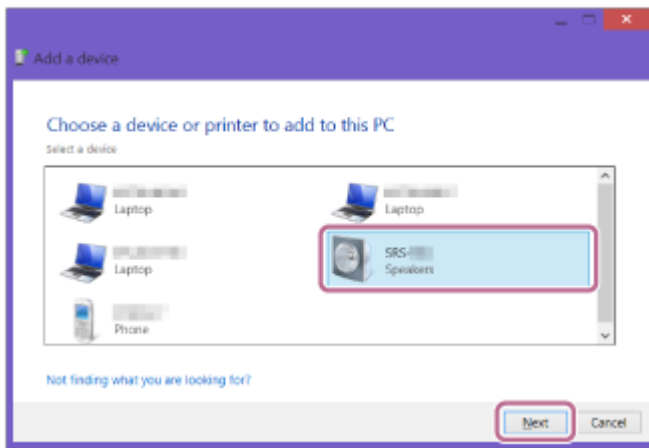 Add a device
Choose a device or printer to add to this PC
Select a device
Laptop
Laptop
Laptop
SRS-
Speakers
Phone
Not finding what you are looking for?
Next
Cancel